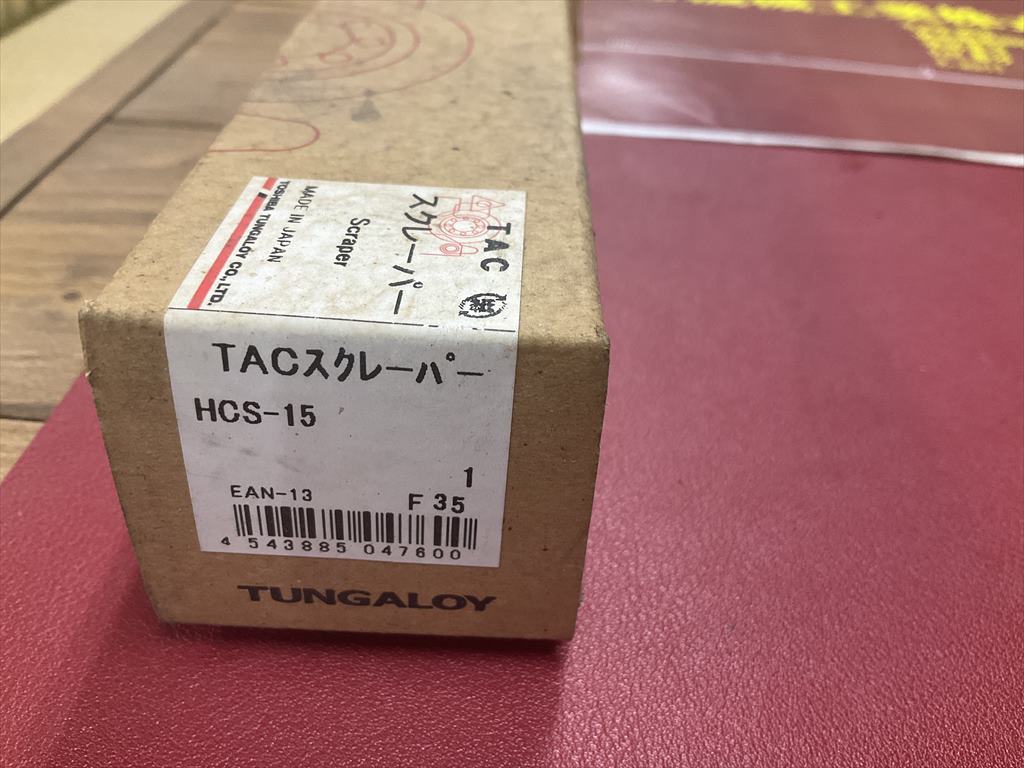 TAC
スクレーパー
Scraper
MADE IN JAPAN
TOSHIBA TUNGALOY CO.,LTD.
TACスクレーパー
HCS-15
1
EAN-13
F 35
4 543885 047600
TUNGALOY